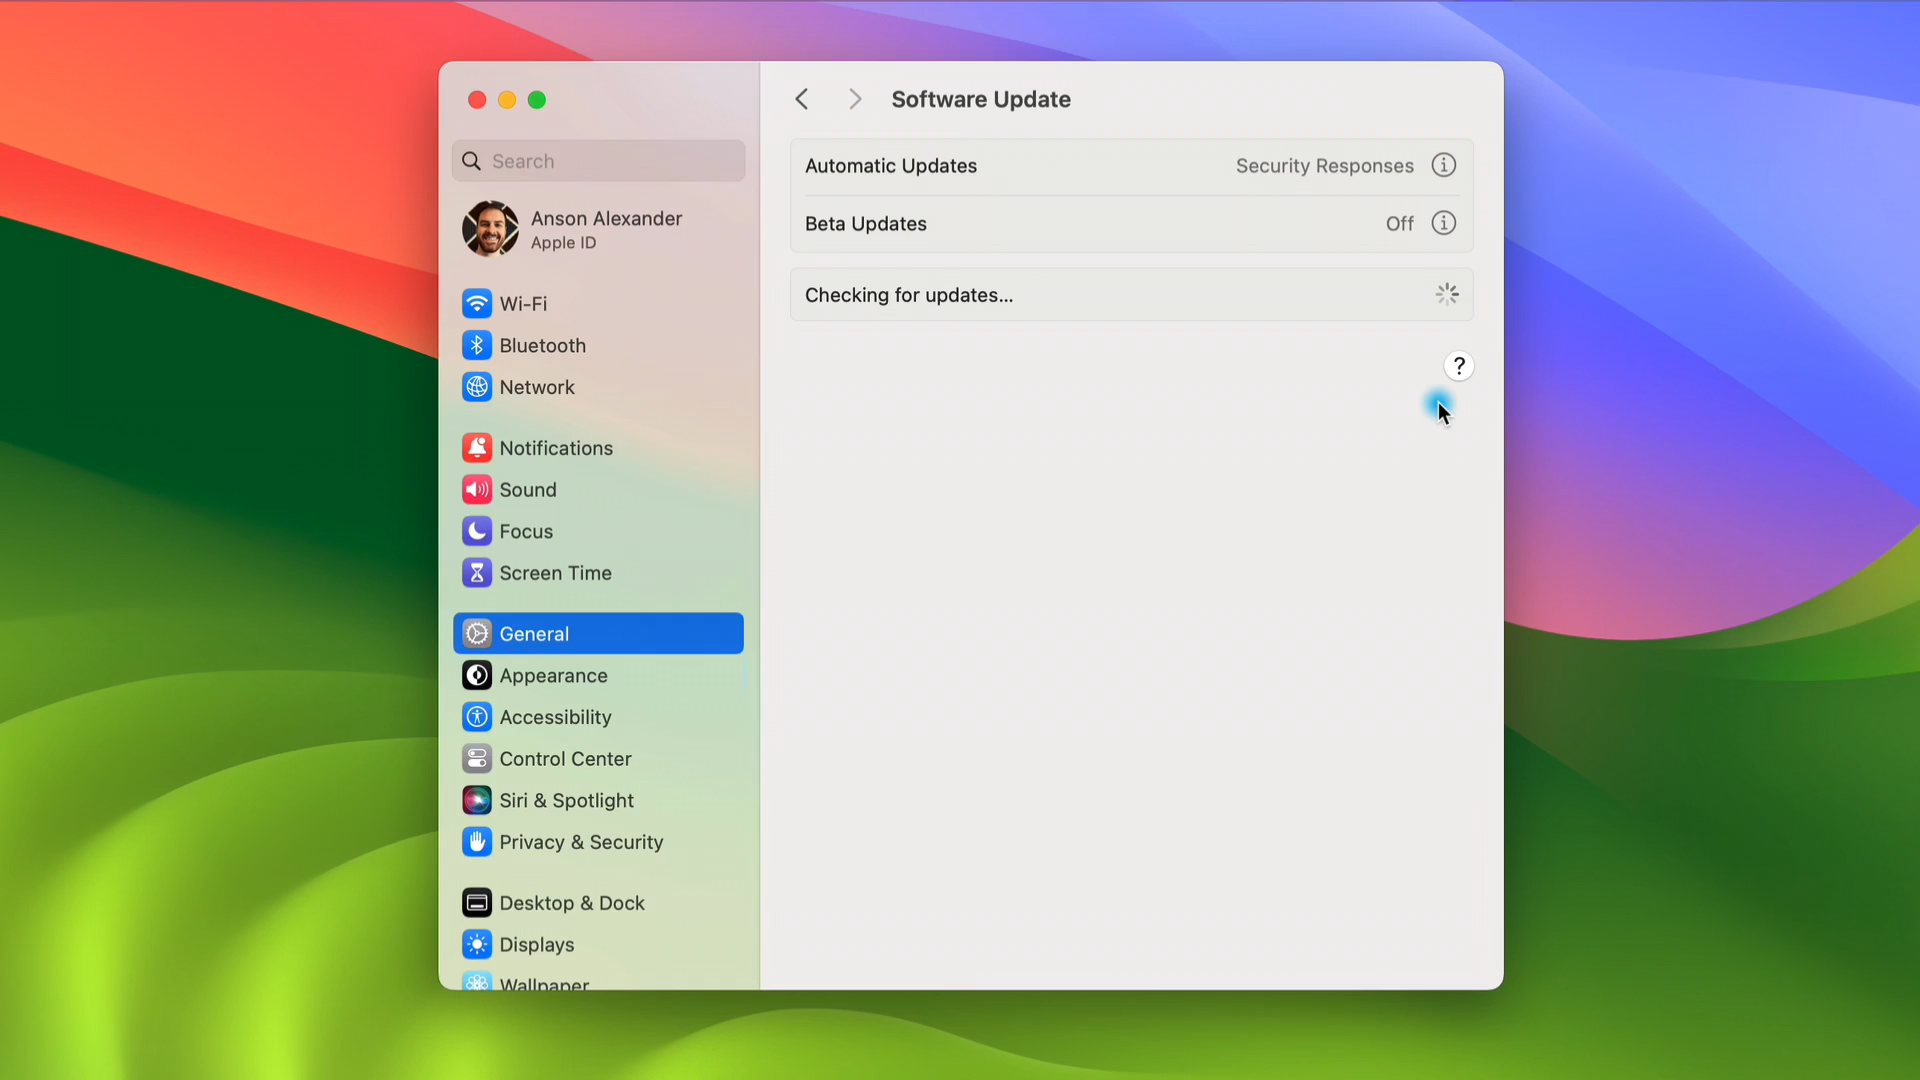 Software Update
Search
Anson Alexander
Apple ID
Wi-Fi
Bluetooth
Network
Notifications
Sound
Focus
Screen Time
General
Appearance
Accessibility
Control Center
Siri & Spotlight
Privacy & Security
Desktop & Dock
Displays
Wallpaper
Automatic Updates Security Responses
Beta Updates Off
Checking for updates...
?